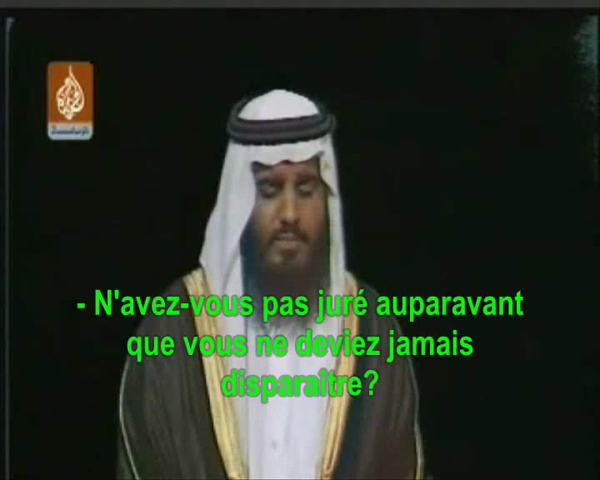 - N'avez-vous pas juré auparavant
que vous ne deviez jamais
disparaître?